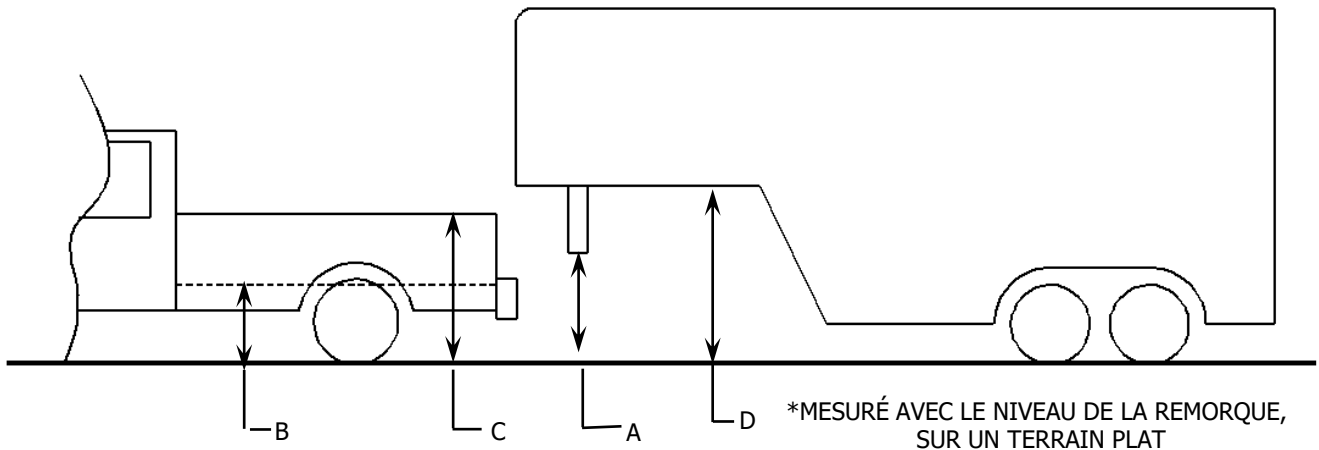 B
C
A
D
*MESURÉ AVEC LE NIVEAU DE LA REMORQUE,
SUR UN TERRAIN PLAT